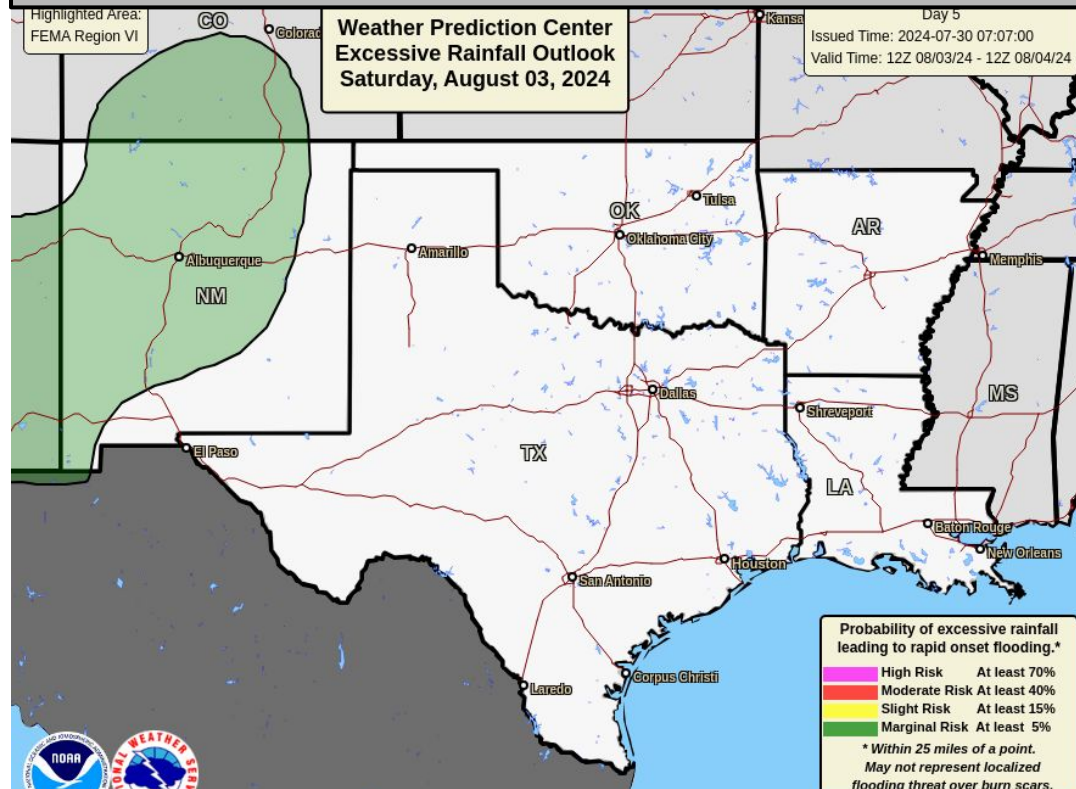 Highlighted Area:
FEMA Region VI
Weather Prediction Center
Excessive Rainfall Outlook
Saturday, August 03, 2024
Day 5
Issued Time: 2024-07-30 07:07:00
Valid Time: 12Z 08/03/24 - 12Z 08/04/24
CO
Colorad
Kansa
Tulsa
OK
Oklahoma City
AR
Amarillo
Albuquerque
Memphis
NM
Dallas
MS
Shreveport
El Paso
TX
LA
Baton Rouge
New Orleans
Houston
San Antonio
Corpus Christi
Laredo
Probability of excessive rainfall
leading to rapid onset flooding.*
High Risk At least 70%
Moderate Risk At least 40%
Slight Risk At least 15%
Marginal Risk At least 5%
* Within 25 miles of a point.
May not represent localized
flooding threat over burn scars.
NOAA
WEATHER SER